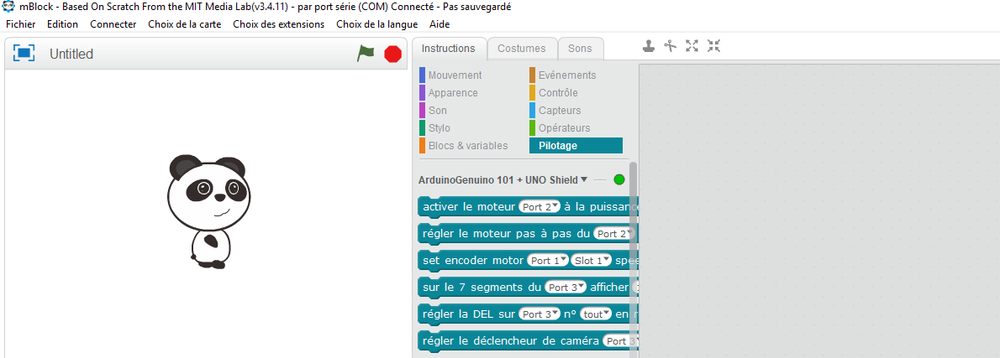 mBlock - Based On Scratch From the MIT Media Lab(v3.4.11) - par port série (COM) Connecté - Pas sauvegardé
Fichier Edition Connecter Choix de la carte Choix des extensions Choix de la langue Aide
Untitled
Instructions Costumes Sons
Mouvement Evénements
Apparence Contrôle
Son Capteurs
Stylo Opérateurs
Blocs & variables Pilotage
ArduinoGenuino 101 + UNO Shield
activer le moteur Port 2 à la puissance
régler le moteur pas à pas du Port 2
set encoder motor Port 1 Slot 1
sur le 7 segments du Port 3 afficher
régler la DEL sur Port 3 n° tout en
régler le déclencheur de caméra Port 3